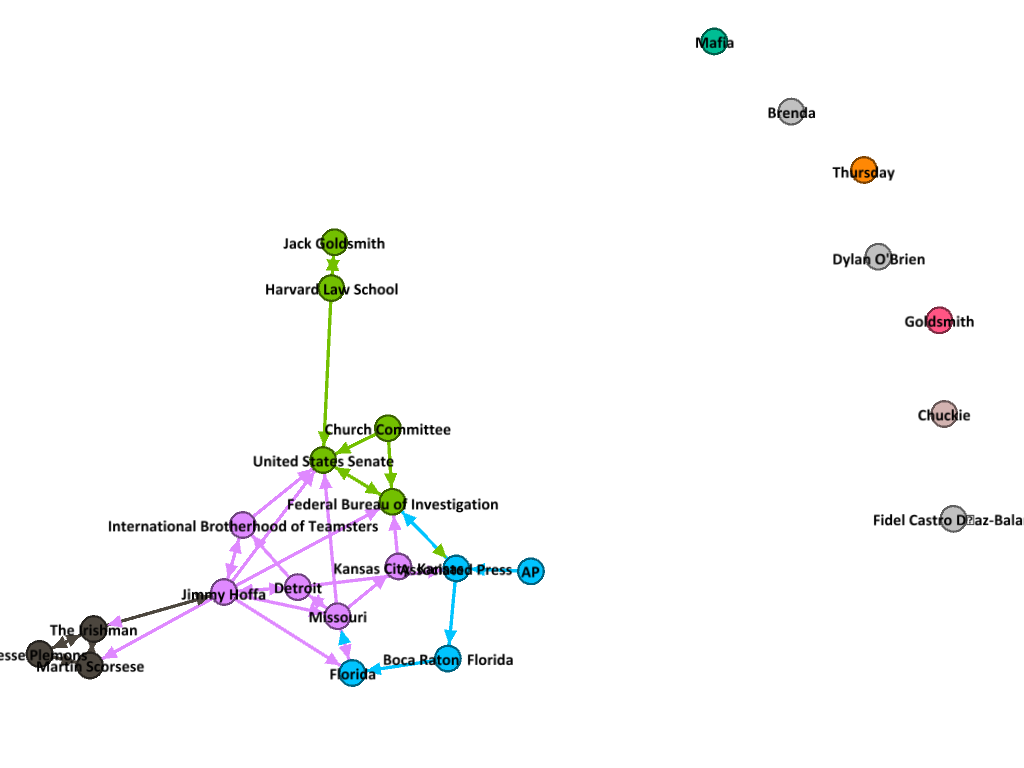 Mafia
Brenda
Thursday
Jack Goldsmith
Dylan O'Brien
Harvard Law School
Goldsmith
Chuckie
Church Committee
United States Senate
Federal Bureau of Investigation
Fidel Castro D▯az-Balar
International Brotherhood of Teamsters
Kansas City, Kansas
Associated Press
AP
Detroit
Jimmy Hoffa
Missouri
The Irishman
esse Plemons
Martin Scorsese
Boca Raton, Florida
Florida